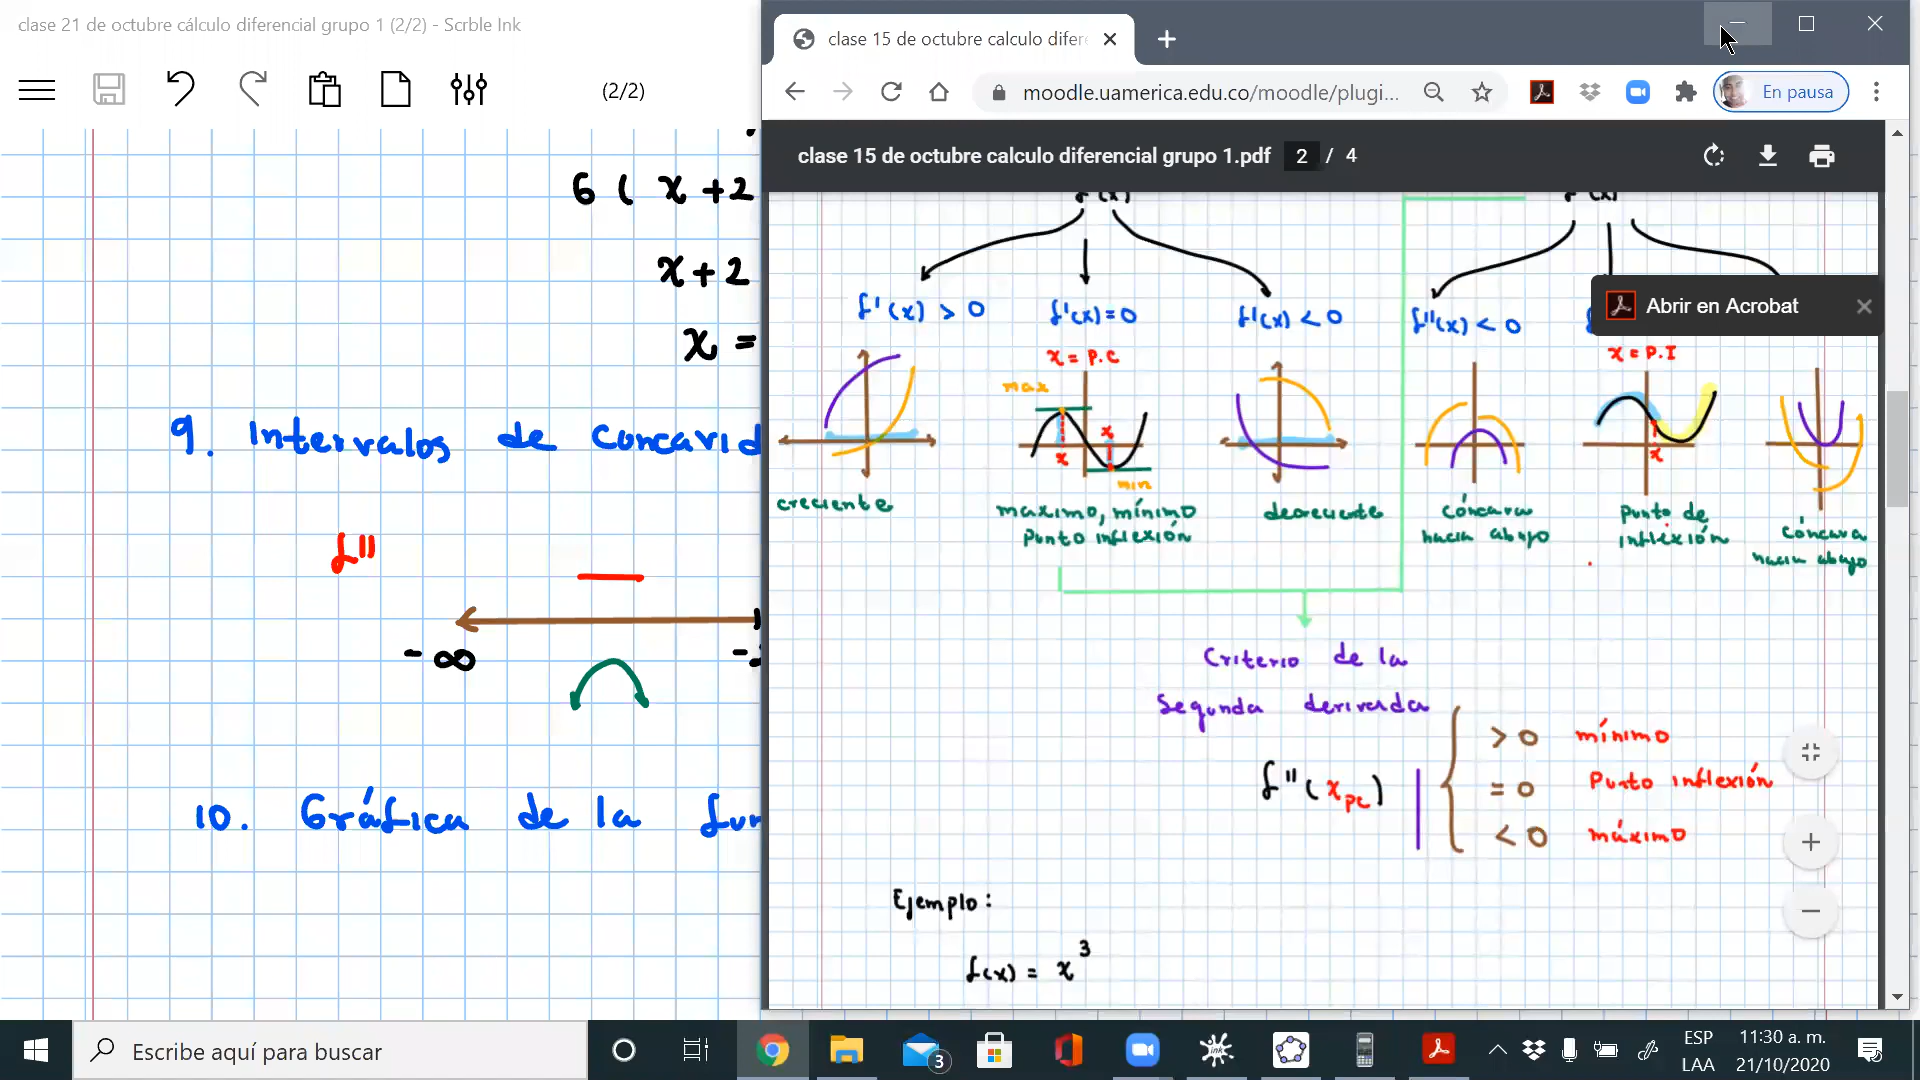 clase 21 de octubre cálculo diferencial grupo 1 (2/2) - Scrble Ink
(2/2)
6 ( x +2
x+2
x =
9. Intervalos de concavid
f''
- ∞
10. Gráfica de la fun
clase 15 de octubre calculo difer
moodle.uamerica.edu.co/moodle/plugi...
En pausa
clase 15 de octubre calculo diferencial grupo 1.pdf
2 / 4
Abrir en Acrobat
f'(x) > 0
f'(x) = 0
f'(x) < 0
f''(x) < 0
x = P.C
x = P.I
max
x
x
x
min
creciente
maximo, mínimo
Punto inflexión
decreciente
cóncava
hacia abajo
Punto de
inflexión
cóncava
hacia abajo
Criterio de la
Segunda derivada
f''(xpc)
> 0 mínimo
= 0 Punto inflexión
< 0 máximo
Ejemplo:
f(x) = x³
Escribe aquí para buscar
3
ESP
LAA
11:30 a. m.
21/10/2020